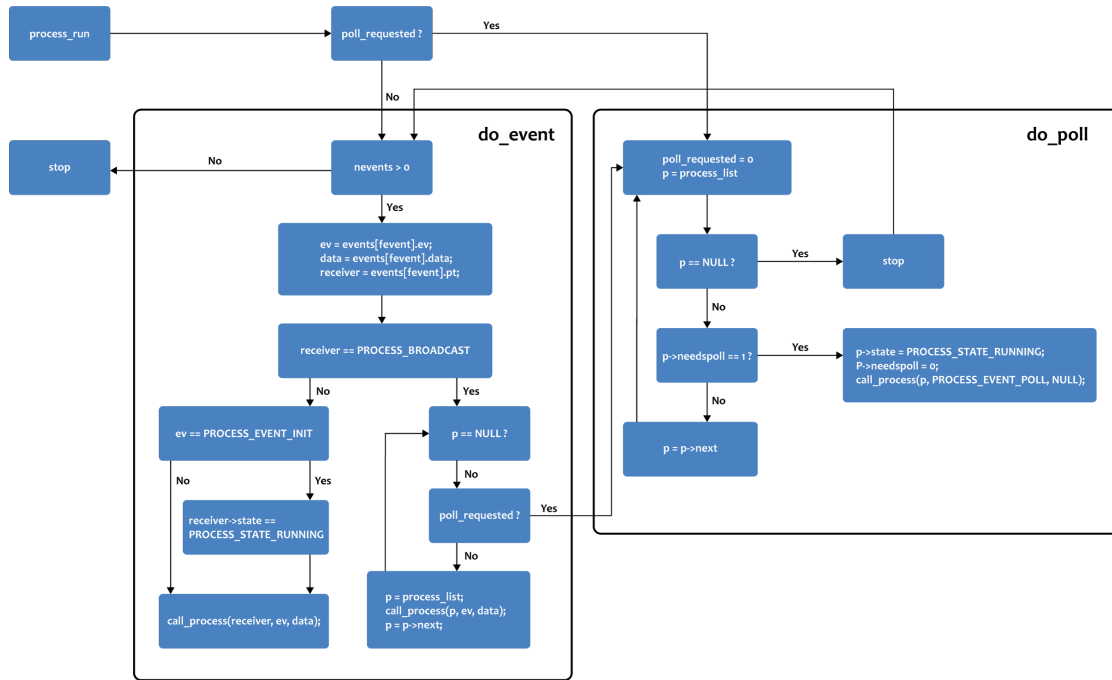 process_run
poll_requested ?
Yes
No
do_event
do_poll
stop
No
nevents > 0
Yes
poll_requested = 0
p = process_list
ev = events[fevent].ev;
data = events[fevent].data;
receiver = events[fevent].pt;
p == NULL ?
Yes
stop
No
receiver == PROCESS_BROADCAST
p->needspoll == 1 ?
Yes
p->state = PROCESS_STATE_RUNNING;
P->needspoll = 0;
call_process(p, PROCESS_EVENT_POLL, NULL);
No
Yes
No
ev == PROCESS_EVENT_INIT
p == NULL ?
p = p->next
No
Yes
No
receiver->state ==
PROCESS_STATE_RUNNING
poll_requested ?
Yes
No
p = process_list;
call_process(p, ev, data);
p = p->next;
call_process(receiver, ev, data);